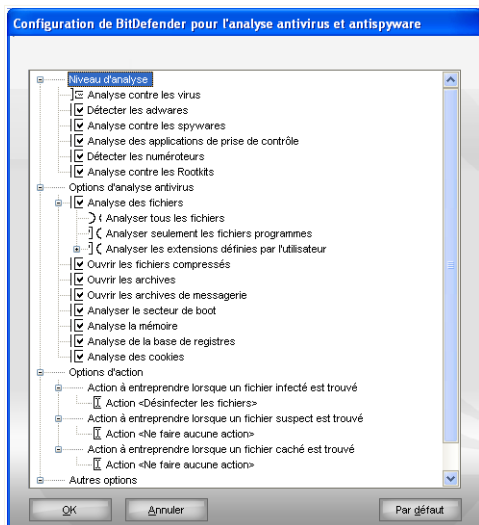 Configuration de BitDefender pour l'analyse antivirus et antispyware
Niveau d'analyse
Analyse contre les virus
Détecter les adwares
Analyse contre les spywares
Analyse des applications de prise de contrôle
Détecter les numéroteurs
Analyse contre les Rootkits
Options d'analyse antivirus
Analyse des fichiers
Analyser tous les fichiers
Analyser seulement les fichiers programmes
Analyser les extensions définies par l'utilisateur
Ouvrir les fichiers compressés
Ouvrir les archives
Ouvrir les archives de messagerie
Analyser le secteur de boot
Analyse la mémoire
Analyse de la base de registres
Analyse des cookies
Options d'action
Action à entreprendre lorsque un fichier infecté est trouvé
Action <Désinfecter les fichiers>
Action à entreprendre lorsque un fichier suspect est trouvé
Action <Ne faire aucune action>
Action à entreprendre lorsque un fichier caché est trouvé
Action <Ne faire aucune action>
Autres options
OK Annuler Par défaut